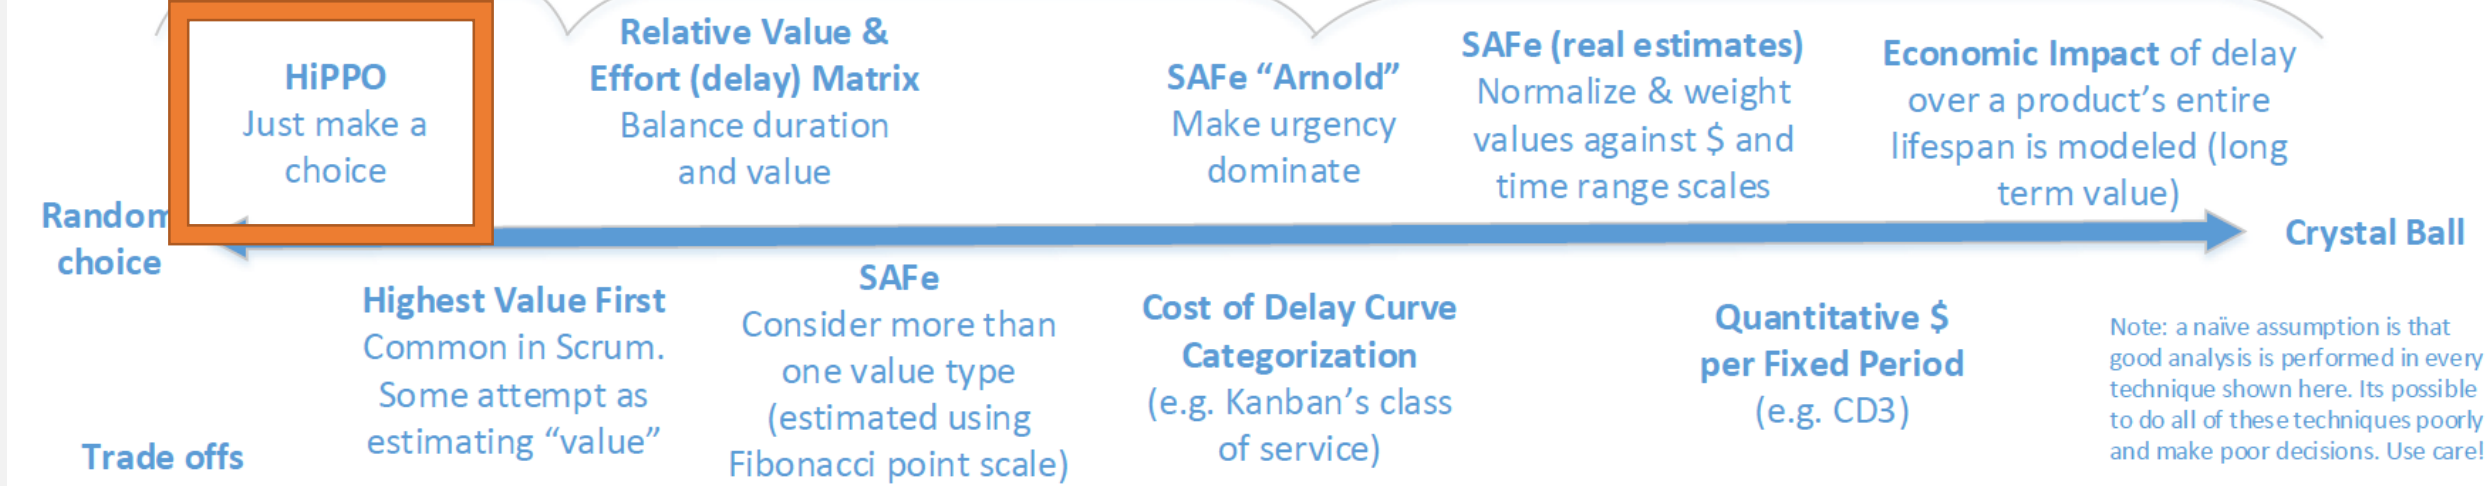 HiPPO
Just make a
choice
Relative Value &
Effort (delay) Matrix
Balance duration
and value
SAFe “Arnold”
Make urgency
dominate
SAFe (real estimates)
Normalize & weight
values against $ and
time range scales
Economic Impact of delay
over a product’s entire
lifespan is modeled (long
term value)
Random
choice
Crystal Ball
Highest Value First
Common in Scrum.
Some attempt as
estimating “value”
SAFe
Consider more than
one value type
(estimated using
Fibonacci point scale)
Cost of Delay Curve
Categorization
(e.g. Kanban’s class
of service)
Quantitative $
per Fixed Period
(e.g. CD3)
Note: a naïve assumption is that
good analysis is performed in every
technique shown here. Its possible
to do all of these techniques poorly
and make poor decisions. Use care!
Trade offs